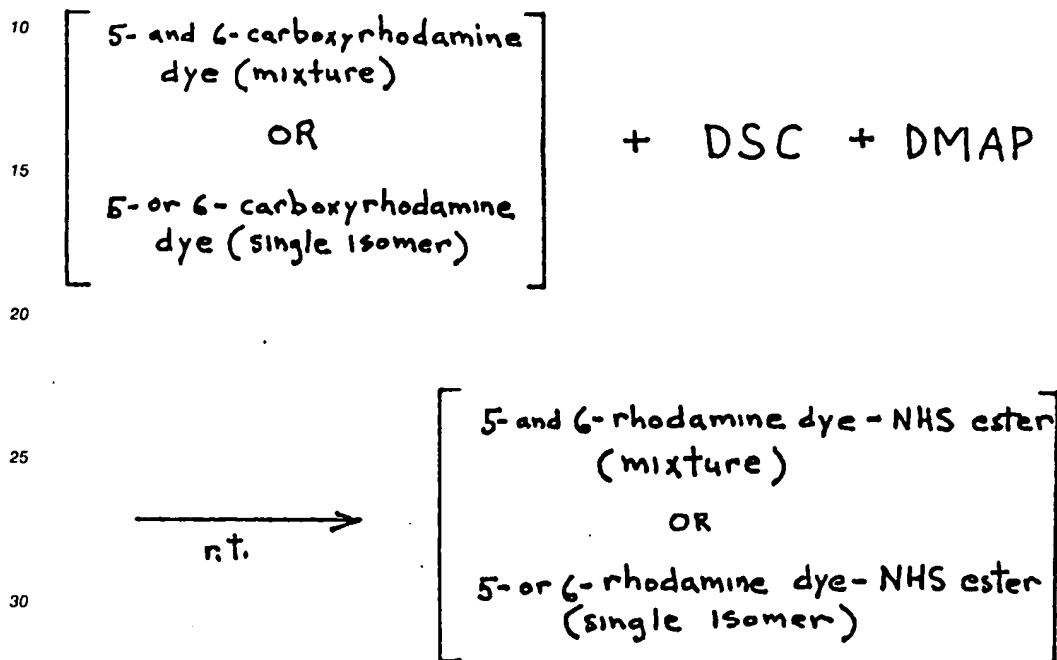 10
5- and 6-carboxyrhodamine
dye (mixture)
OR
15
5- or 6-carboxyrhodamine
dye (single isomer)
+ DSC + DMAP
20
5- and 6-rhodamine dye-NHS ester
(mixture)
25
r.t.
OR
5- or 6-rhodamine dye-NHS ester
(single isomer)
30